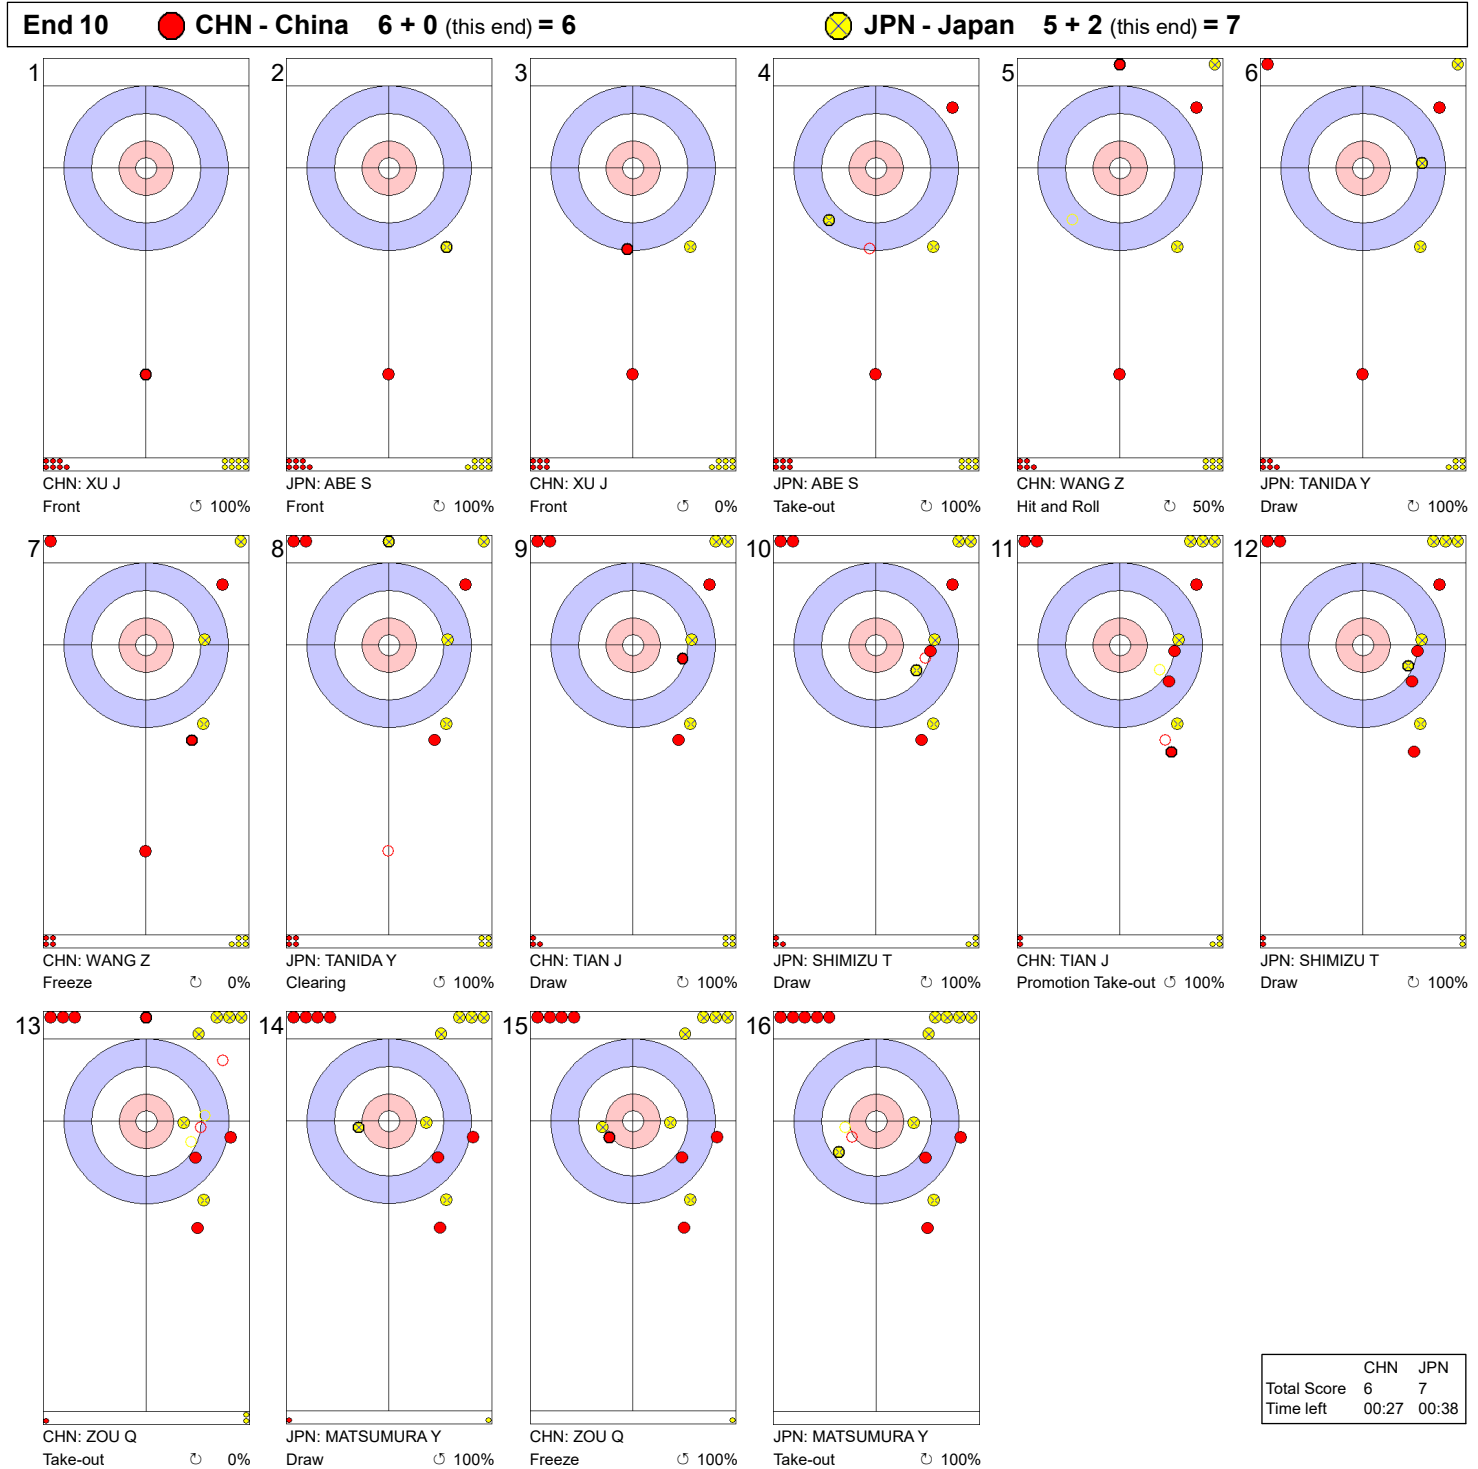 End 10 CHN - China 6 + 0 (this end) = 6 JPN - Japan 5 + 2 (this end) = 7
1 2 3 4 5 6
CHN: XU J JPN: ABE S CHN: XU J JPN: ABE S CHN: WANG Z JPN: TANIDA Y
Front ↺ 100% Front ↻ 100% Front ↺ 0% Take-out ↻ 100% Hit and Roll ↻ 50% Draw ↻ 100%
7 8 9 10 11 12
CHN: WANG Z JPN: TANIDA Y CHN: TIAN J JPN: SHIMIZU T CHN: TIAN J JPN: SHIMIZU T
Freeze ↻ 0% Clearing ↺ 100% Draw ↻ 100% Draw ↻ 100% Promotion Take-out ↺ 100% Draw ↻ 100%
13 14 15 16
CHN: ZOU Q JPN: MATSUMURA Y CHN: ZOU Q JPN: MATSUMURA Y
Take-out ↻ 0% Draw ↺ 100% Freeze ↺ 100% Take-out ↻ 100%
CHN JPN
Total Score 6 7
Time left 00:27 00:38